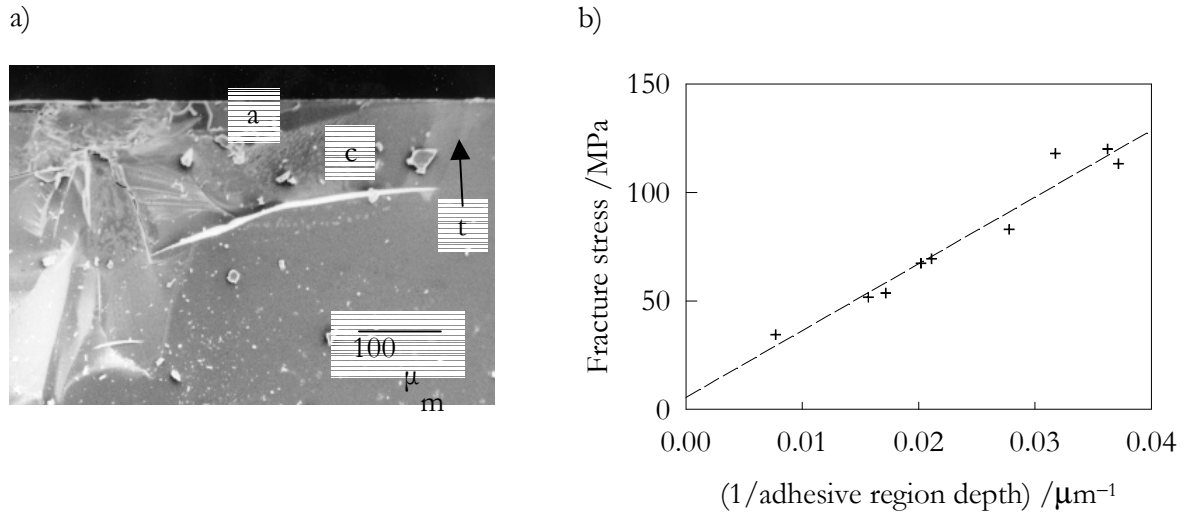 a)
b)
a
c
t
100
μ
m
150
100
50
0
0.00 0.01 0.02 0.03 0.04
Fracture stress /MPa
(1/adhesive region depth) /μm⁻¹